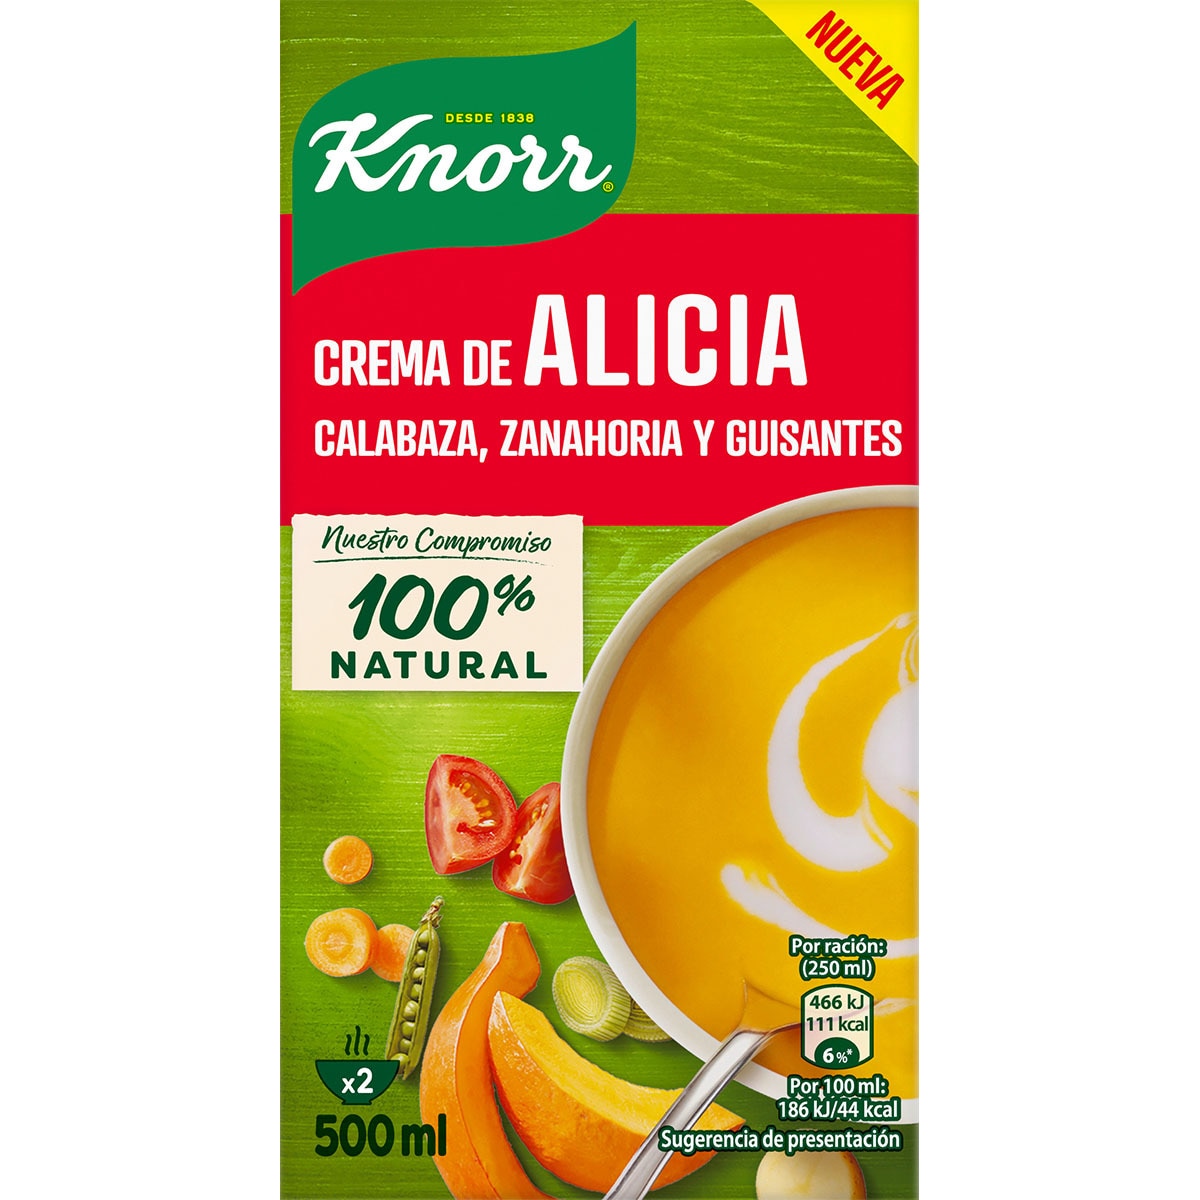 NUEVA
DESDE 1838
Knorr®
CREMA DE ALICIA
CALABAZA, ZANAHORIA Y GUISANTES
Nuestro Compromiso
100%
NATURAL
Por ración:
(250 ml)
466 kJ
111 kcal
6%*
Por 100 ml:
186 kJ/44 kcal
Sugerencia de presentación
x2
500 ml